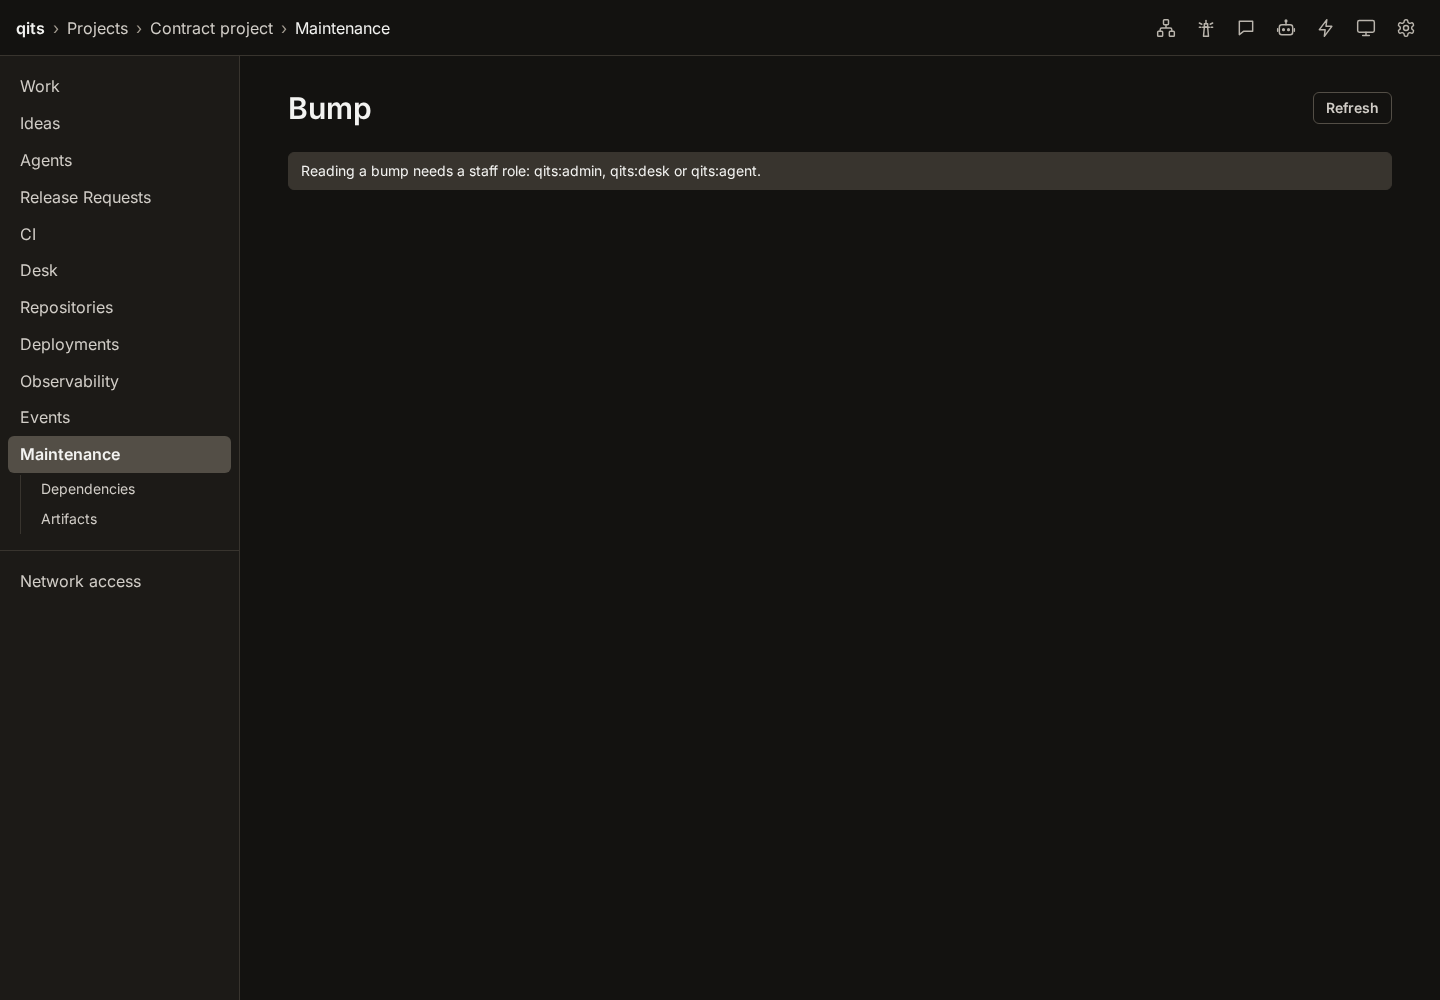 qits › Projects › Contract project › Maintenance
Work
Ideas
Agents
Release Requests
CI
Desk
Repositories
Deployments
Observability
Events
Maintenance
Dependencies
Artifacts
Network access
Bump
Refresh
Reading a bump needs a staff role: qits:admin, qits:desk or qits:agent.